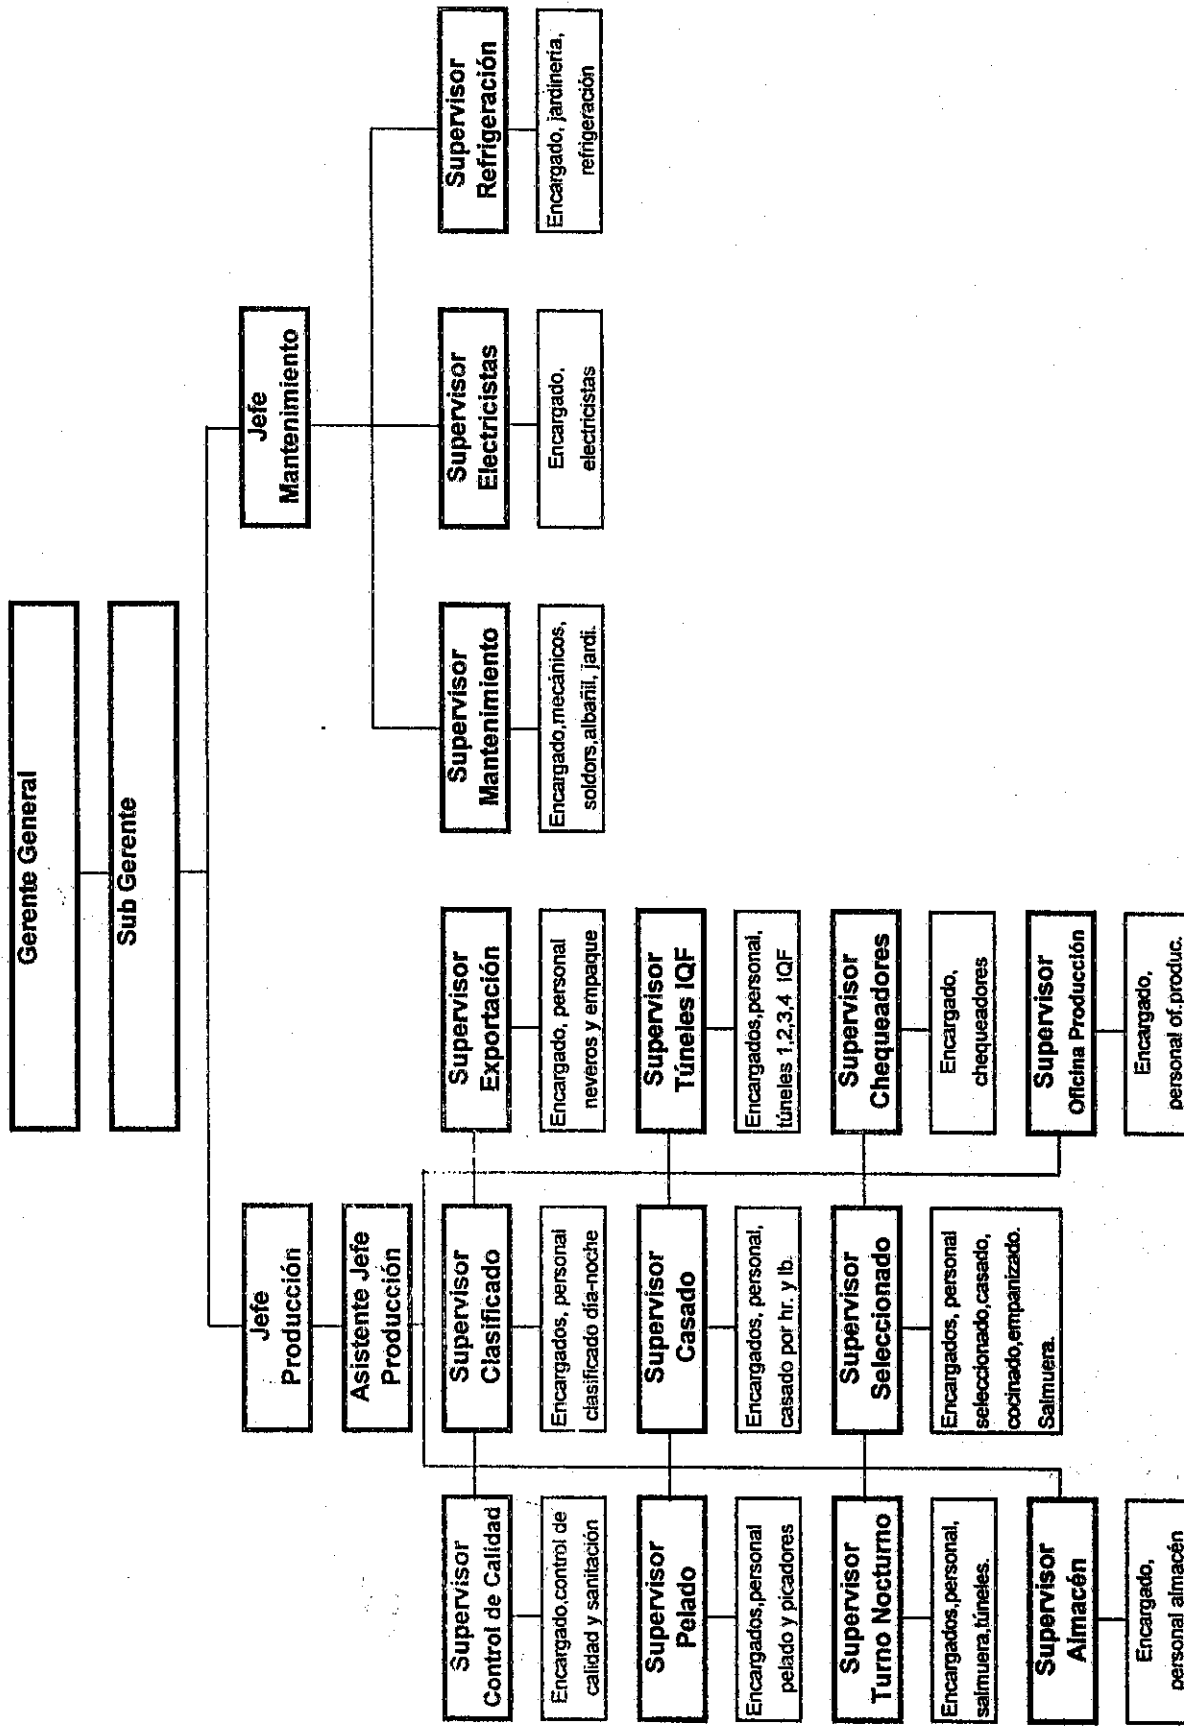 Gerente General
Sub Gerente
Jefe
Producción
Jefe
Mantenimiento
Asistente Jefe
Producción
Supervisor
Control de Calidad
Supervisor
Clasificado
Supervisor
Exportación
Supervisor
Mantenimiento
Supervisor
Electricistas
Supervisor
Refrigeración
Encargado,control de
calidad y sanitación
Encargados, personal
clasificado día-noche
Encargado, personal
neveros y empaque
Encargado,mecánicos,
soldors,albañil, jardi.
Encargado,
electricistas
Encargado, jardinería,
refrigeración
Supervisor
Pelado
Supervisor
Casado
Supervisor
Túneles IQF
Encargados,personal
pelado y picadores
Encargados, personal,
casado por hr. y lb.
Encargados,personal,
túneles 1,2,3,4 IQF
Supervisor
Turno Nocturno
Supervisor
Seleccionado
Supervisor
Chequeadores
Encargados,personal,
salmuera,túneles.
Encargados, personal
seleccionado,casado,
cocinado,empanizado.
Salmuera.
Encargado,
chequeadores
Supervisor
Almacén
Supervisor
Oficina Producción
Encargado,
personal almacén
Encargado,
personal of.produc.